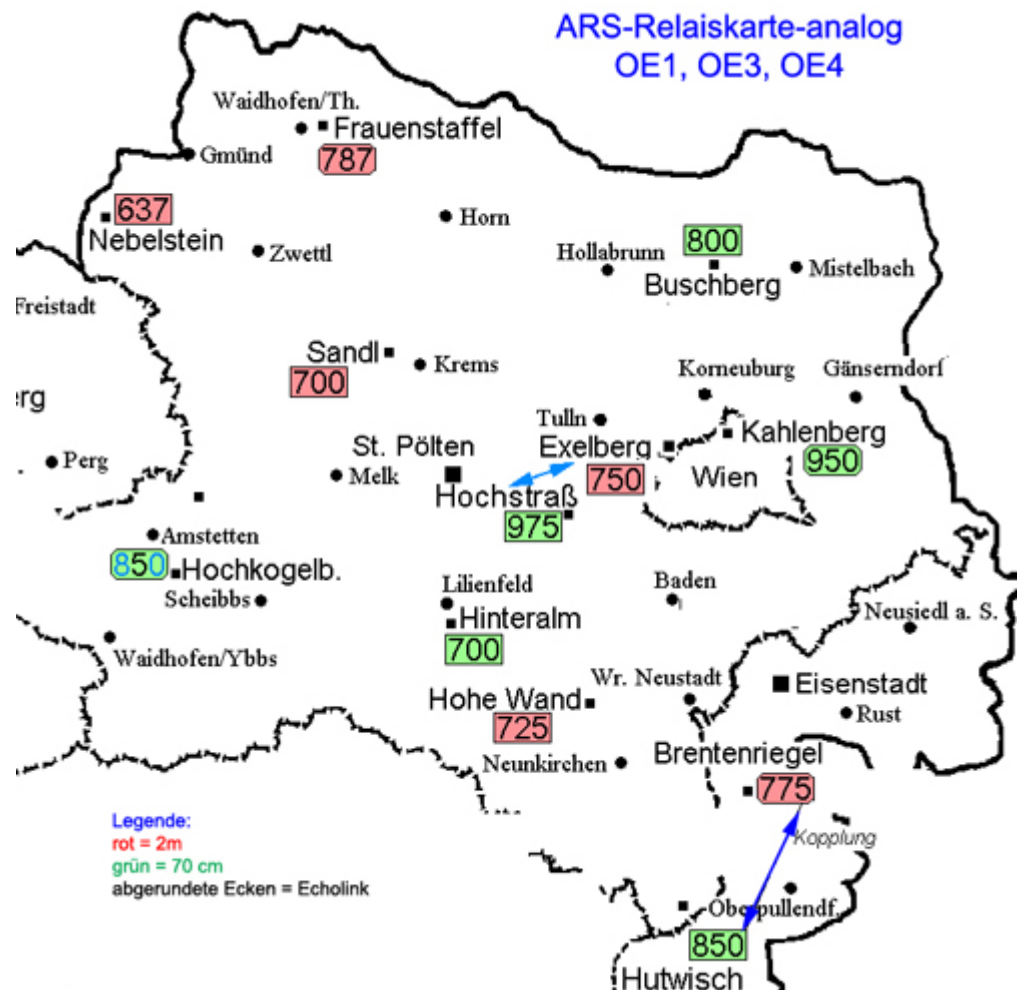 ARS-Relaiskarte-analog
OE1, OE3, OE4
Waidhofen/Th.
Frauenstaffel
787
Gmünd
637
Nebelstein
Horn
Zwettl
Hollabrunn
800
Buschberg
Mistelbach
Freistadt
Sandl
700
Krems
Korneuburg
Gänserndorf
rg
Tulln
Kahlenberg
950
St. Pölten
Exelberg
750
Wien
Perg
Melk
Hochstraß
975
Amstetten
850
Hochkogelb.
Scheibbs
Lilienfeld
Hinteralm
700
Baden
Neusiedl a. S.
Waidhofen/Ybbs
Wr. Neustadt
Eisenstadt
Rust
Hohe Wand
725
Neunkirchen
Brentenriegel
775
Kopplung
Legende:
rot = 2m
grün = 70 cm
abgerundete Ecken = Echolink
Oberpullendf.
850
Hutwisch